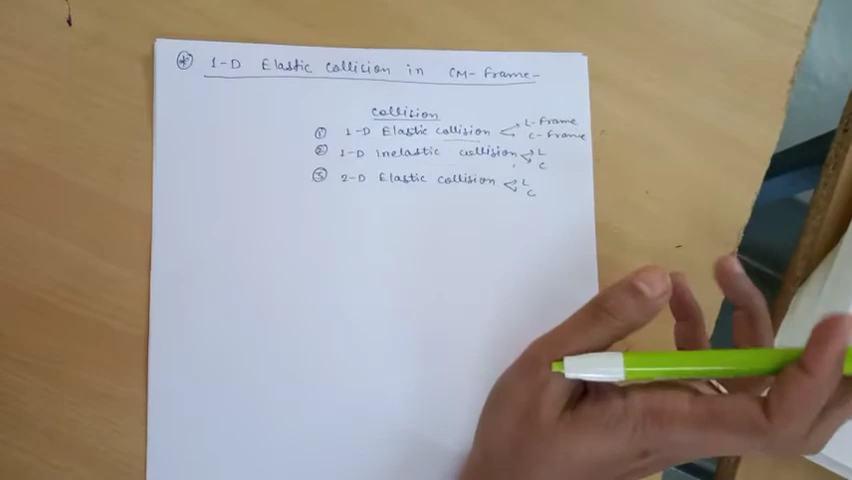 * 1-D Elastic Collision in CM-Frame-
Collision
① 1-D Elastic collision < L-Frame
C-Frame
② 1-D Inelastic collision < L
C
③ 2-D Elastic collision < L
C